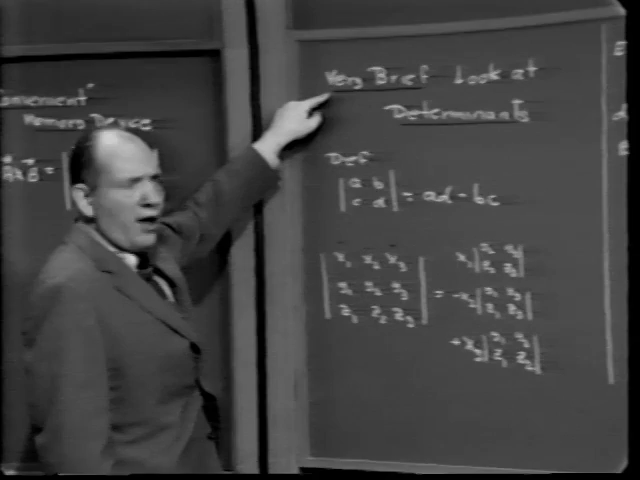 "Convenient"
Memory Device
A×B =
Very Brief Look at
Determinants
Def
|a b|
|c d| = ad - bc
|x₁ x₂ x₃|
|y₁ y₂ y₃|
|z₁ z₂ z₃|
= x₁ |y₂ y₃|
|z₂ z₃|
- x₂ |y₁ y₃|
|z₁ z₃|
+ x₃ |y₁ y₂|
|z₁ z₂|